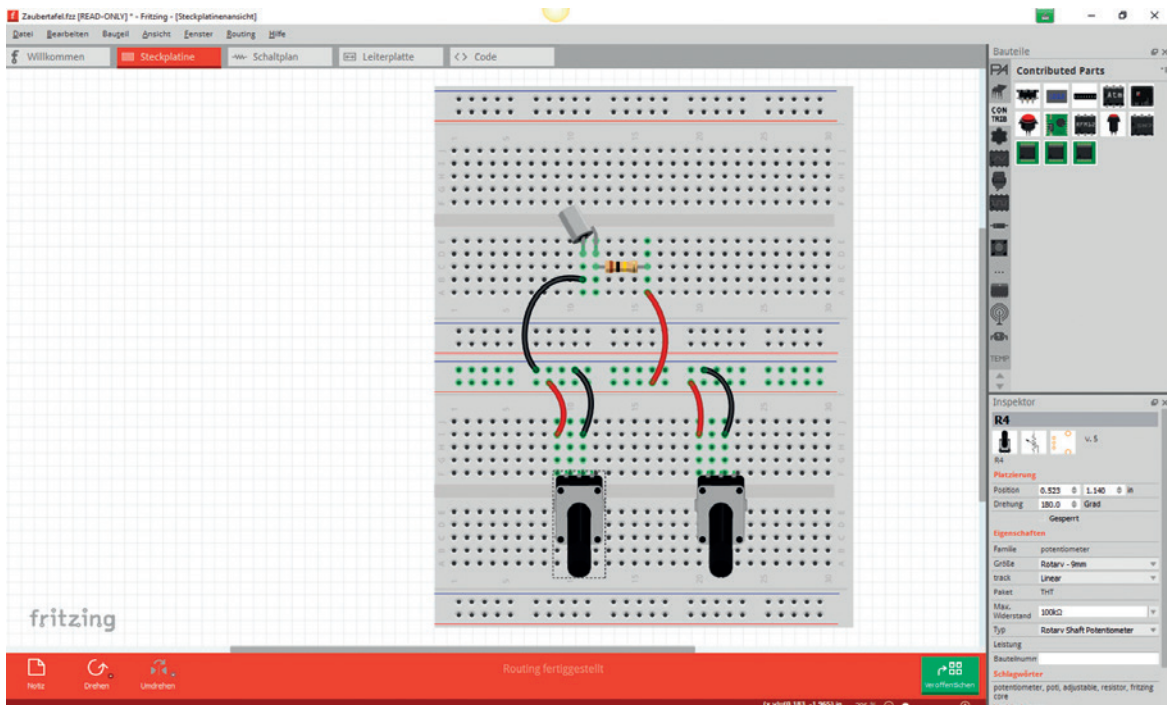 Zaubertafel.fzz [READ-ONLY] * - Fritzing - [Steckplatinenansicht]
Datei Bearbeiten Bauteil Ansicht Fenster Routing Hilfe
Willkommen Steckplatine Schaltplan Leiterplatte <> Code
Bauteile
Contributed Parts
CON
TRIB
TEMP
Inspektor
R4
v. 5
R4
Platzierung
Position 0.523 1.140 in
Drehung 180.0 Grad
Gesperrt
Eigenschaften
Familie potentiometer
Größe Rotary - 9mm
track Linear
Paket THT
Max. Widerstand 100kΩ
Typ Rotary Shaft Potentiometer
Leistung
Bauteilnumm
Schlagwörter
potentiometer, poti, adjustable, resistor, fritzing
core
fritzing
Notiz Drehen Umdrehen
Routing fertiggestellt
Veröffentlichen